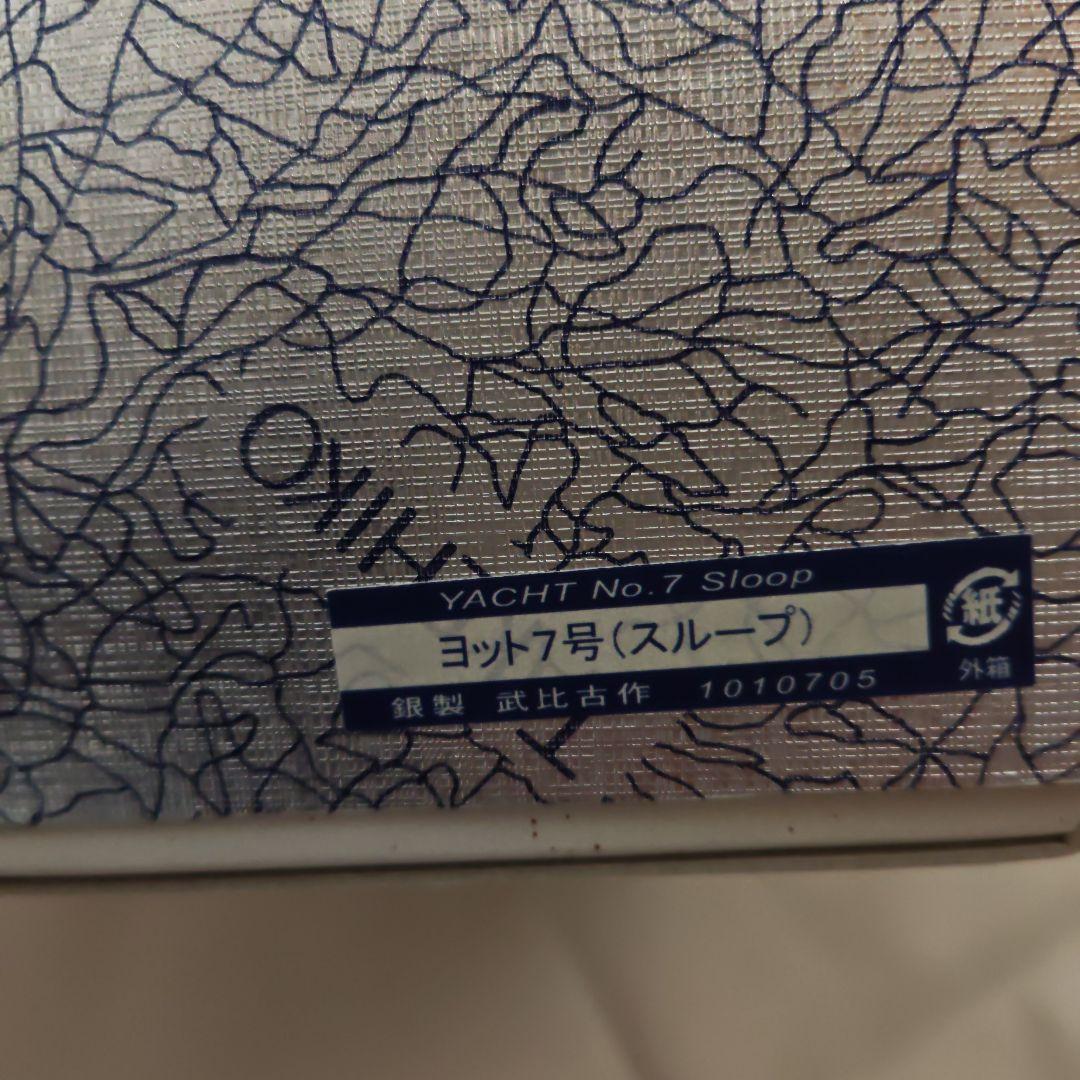 YACHT No.7 Sloop
ヨット7号(スループ)
銀製 武比古作 1010705
紙
外箱